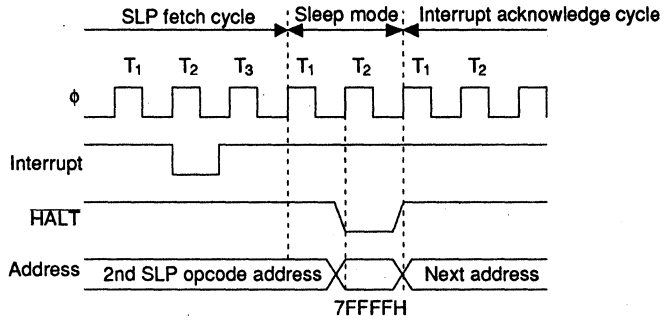 SLP fetch cycle Sleep mode Interrupt acknowledge cycle
T1 T2 T3 T1 T2 T1 T2
ϕ
Interrupt
HALT
Address 2nd SLP opcode address Next address
7FFFFH